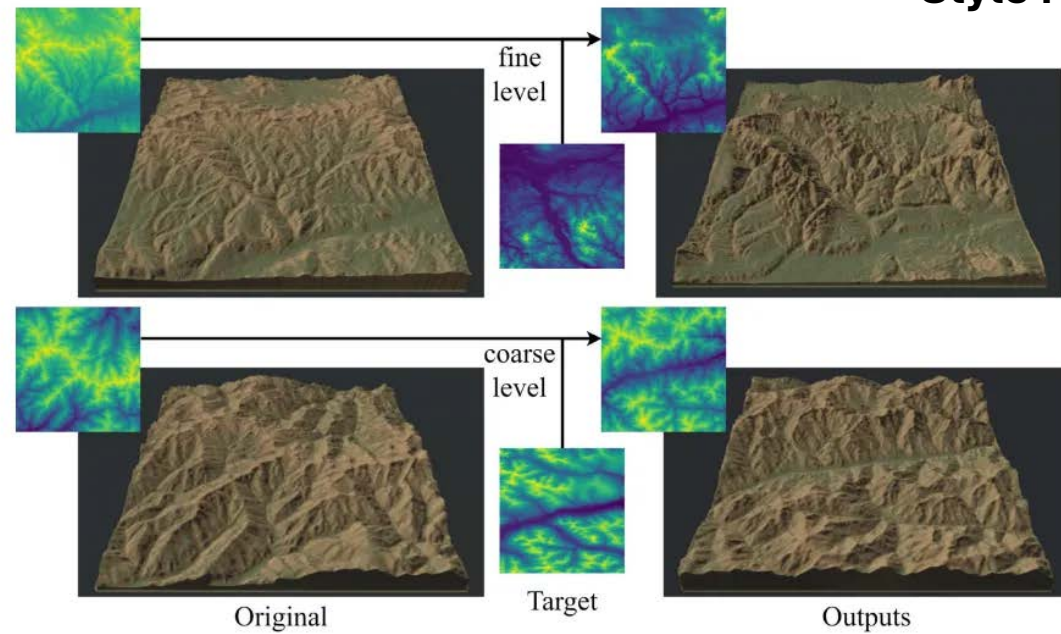 fine
level
coarse
level
Original
Target
Outputs